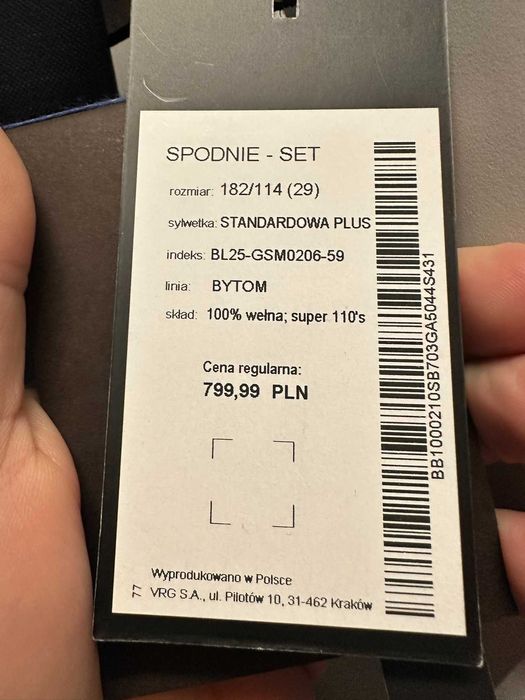 SPODNIE - SET
rozmiar: 182/114 (29)
sylwetka: STANDARDOWA PLUS
indeks: BL25-GSM0206-59
linia: BYTOM
skład: 100% wełna; super 110's
Cena regularna:
799,99 PLN
Wyprodukowano w Polsce
77 VRG S.A., ul. Pilotów 10, 31-462 Kraków
BB1000210SB703GA5044S431